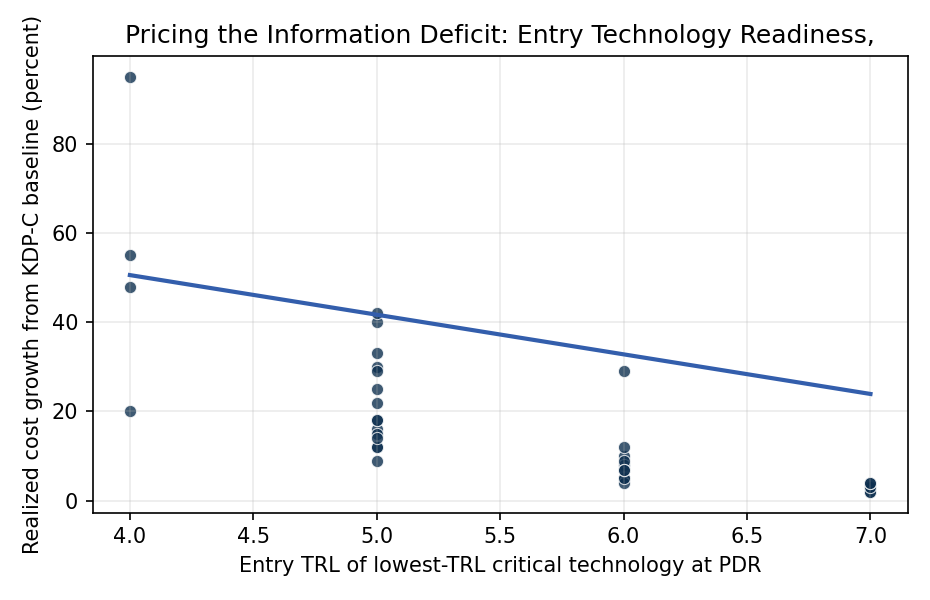 Pricing the Information Deficit: Entry Technology Readiness,
Realized cost growth from KDP-C baseline (percent)
80
60
40
20
0
4.0 4.5 5.0 5.5 6.0 6.5 7.0
Entry TRL of lowest-TRL critical technology at PDR